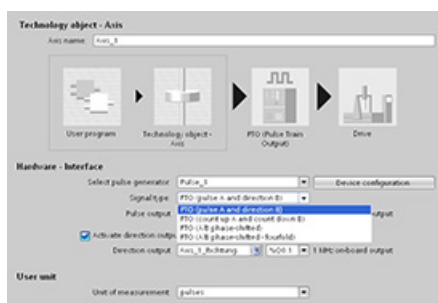 Technology object - Axis
Axis name: Axis_1
User program
Technology object - Axis
PTO (Pulse Train Output)
Drive
Hardware - Interface
Select pulse generator: Pulse_1
Device configuration
Signal type: PTO (pulse A and direction B)
Pulse output
PTO (pulse A and direction B)
PTO (count up A and count down B)
PTO (A/B phase-shifted)
PTO (A/B phase-shifted - fourfold)
output
Activate direction outpu
Direction output Axis_1_Richtung %Q0.1 on-board output
User unit
Unit of measurement: pulses